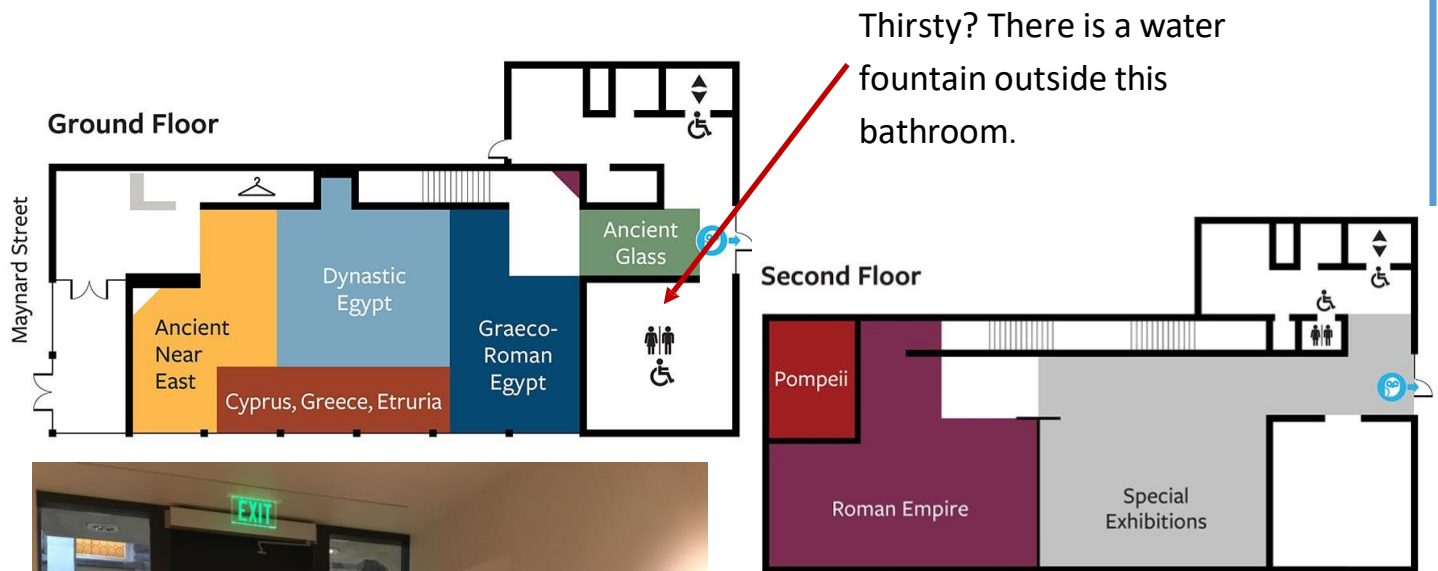 Thirsty? There is a water
fountain outside this
bathroom.
Ground Floor
Maynard Street
Ancient
Near
East
Dynastic
Egypt
Cyprus, Greece, Etruria
Graeco-
Roman
Egypt
Ancient
Glass
Second Floor
Pompeii
Roman Empire
Special
Exhibitions
EXIT